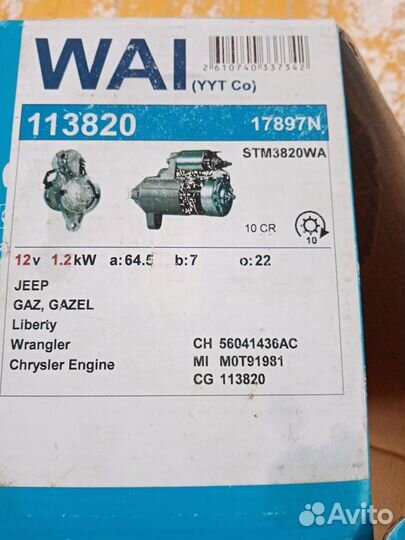 WAI (YYT Co)
2610740337342
113820 17897N
STM3820WA
10 CR
10
12v 1.2kW a:64.5 b:7 o:22
JEEP
GAZ, GAZEL
Liberty
Wrangler CH 56041436AC
Chrysler Engine MI M0T91981
CG 113820
Avito